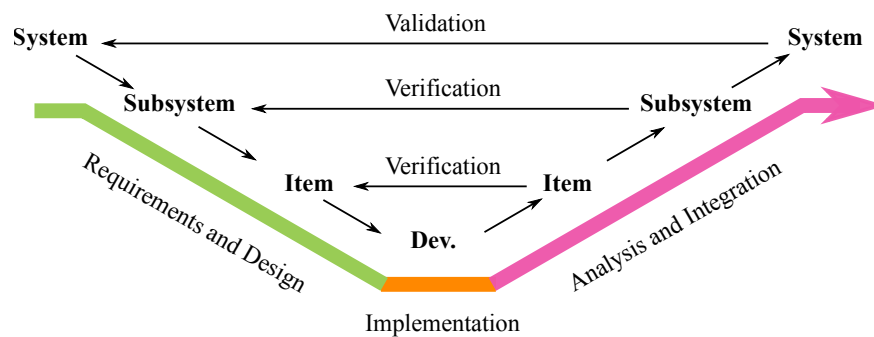 Validation
System
System
Verification
Subsystem
Subsystem
Verification
Item
Item
Dev.
Requirements and Design
Analysis and Integration
Implementation